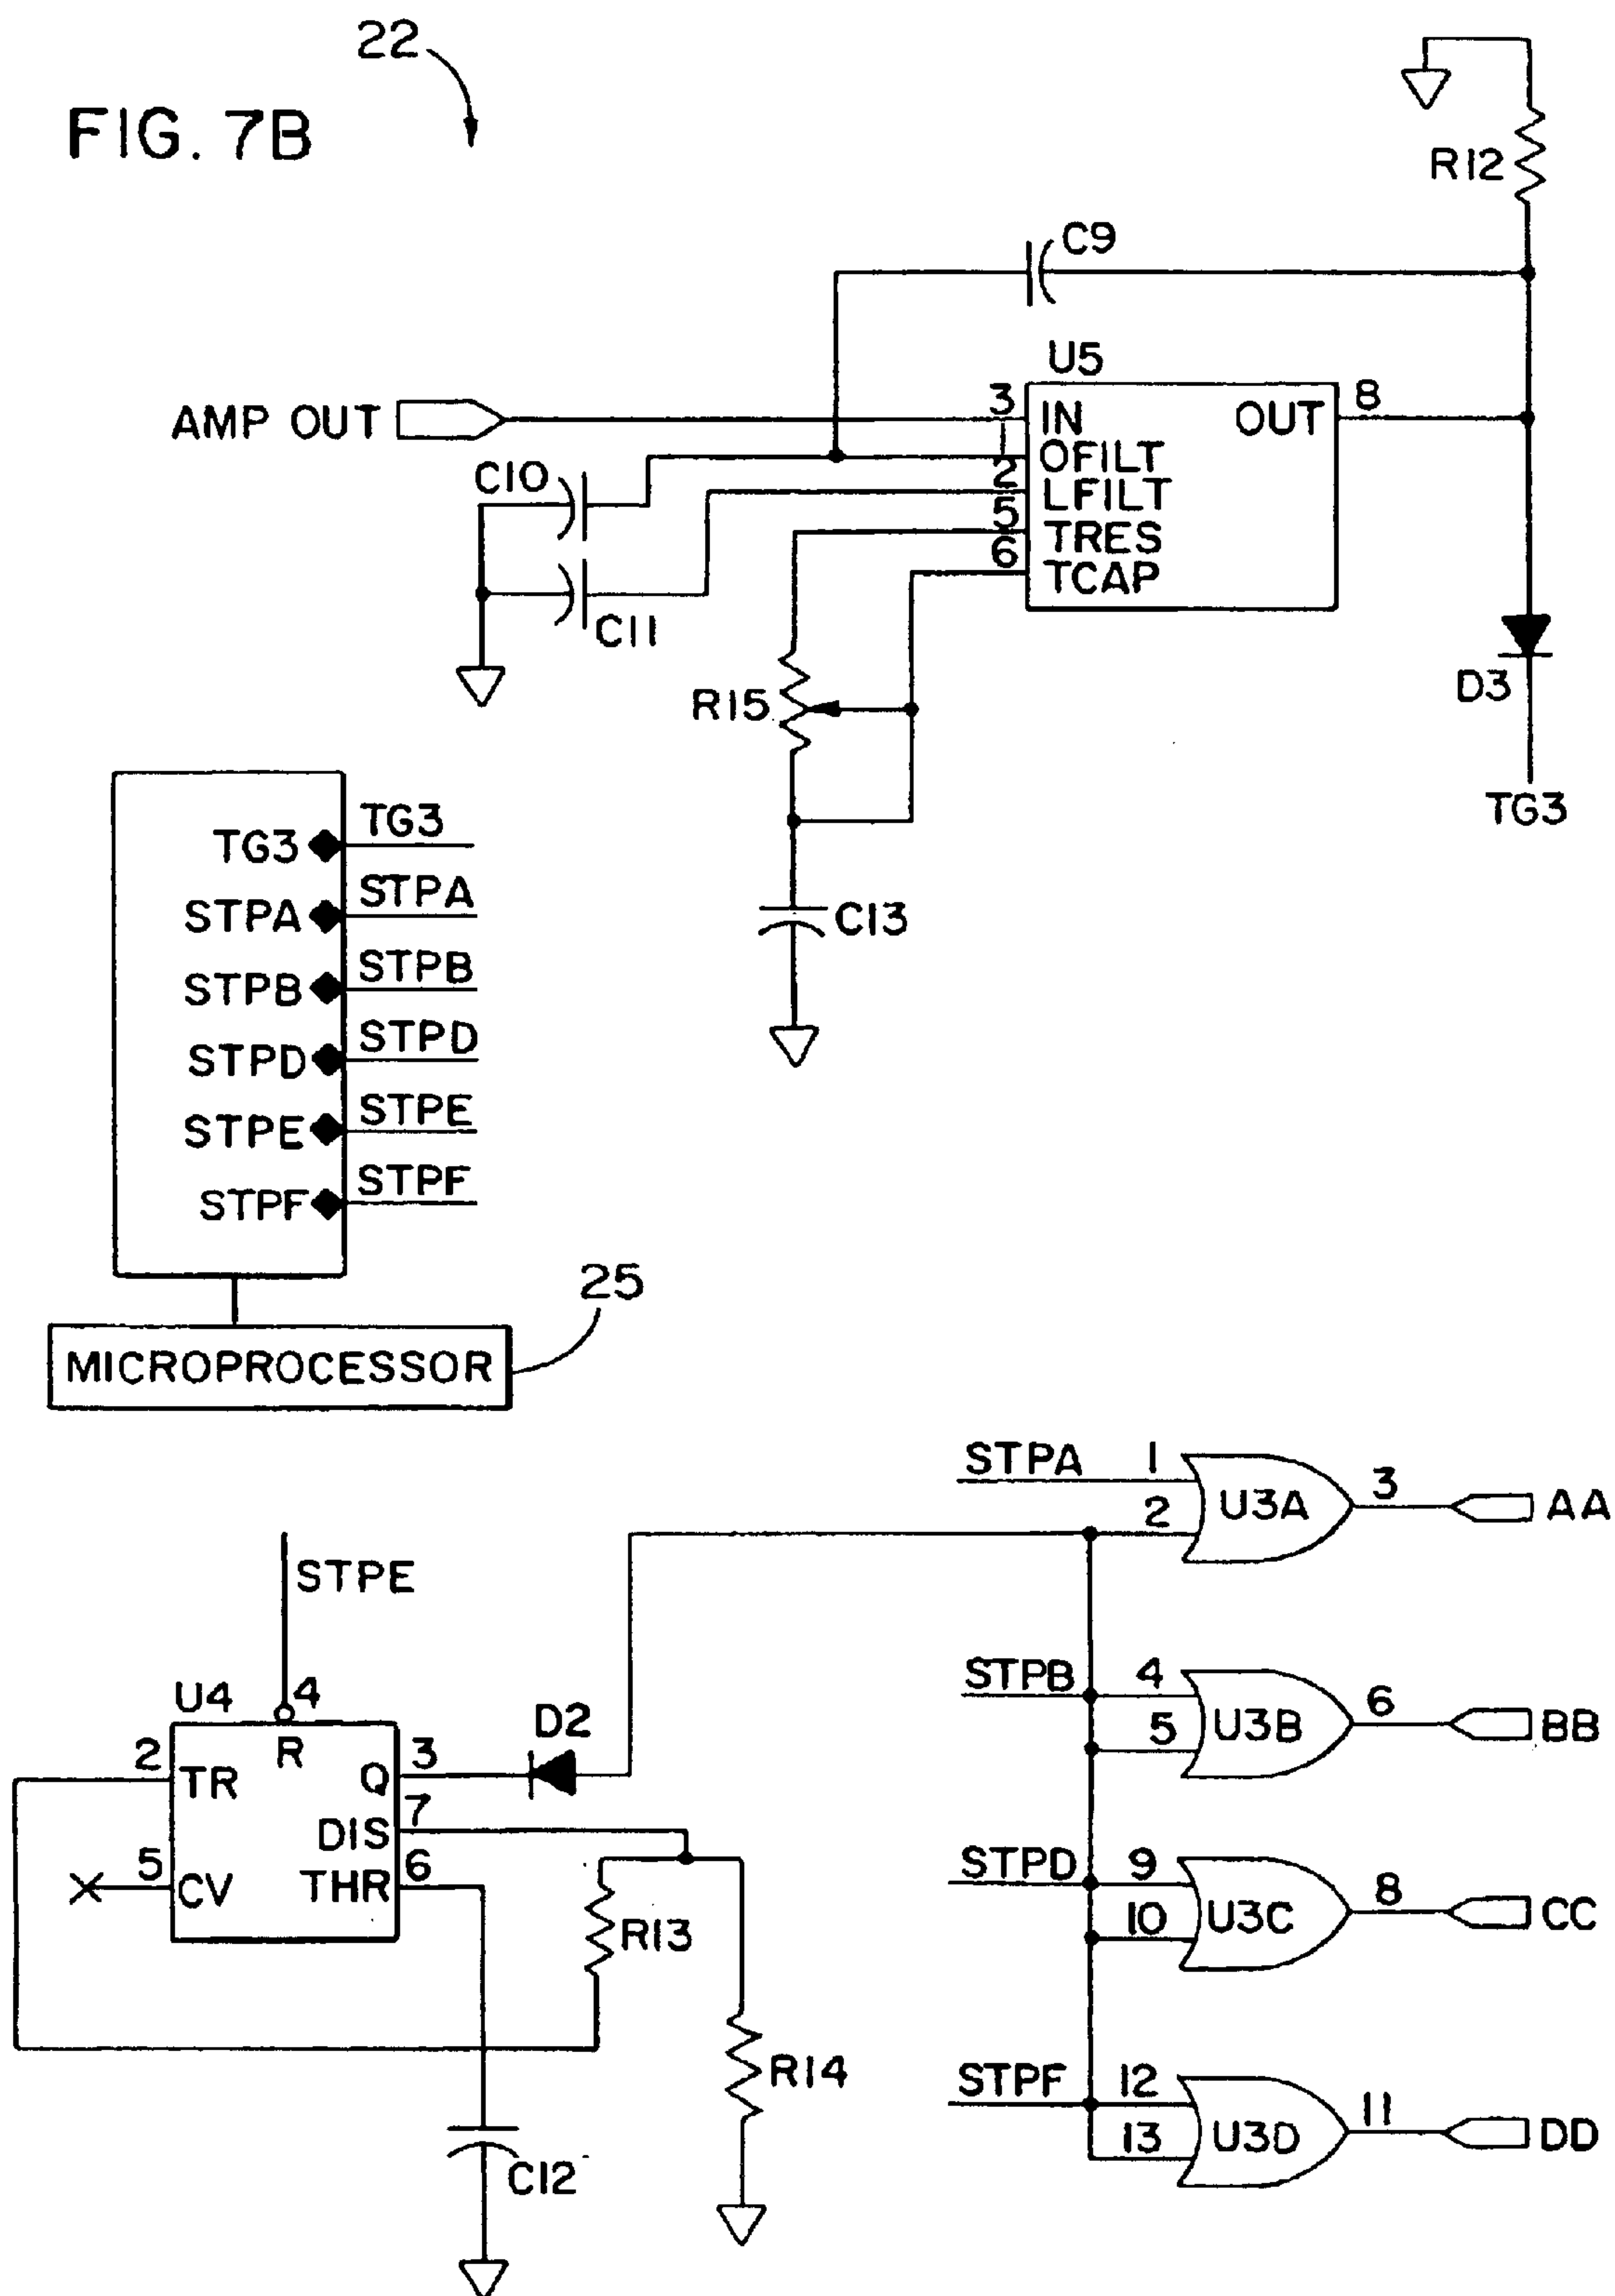 22
FIG. 7B
R12
C9
U5
AMP OUT
3 IN
OUT 8
1 OFILT
2 LFILT
5 TRES
6 TCAP
C10
C11
R15
D3
TG3
C13
TG3 TG3
STPA STPA
STPB STPB
STPD STPD
STPE STPE
STPF STPF
25
MICROPROCESSOR
STPA 1
2
U3A 3 AA
STPE
STPB 4
5
U3B 6 BB
U4 4
D2
2 TR
R
Q 3
DIS 7
5 CV
THR 6
STPD 9
10
U3C 8 CC
R13
R14
STPF 12
13
U3D 11 DD
C12